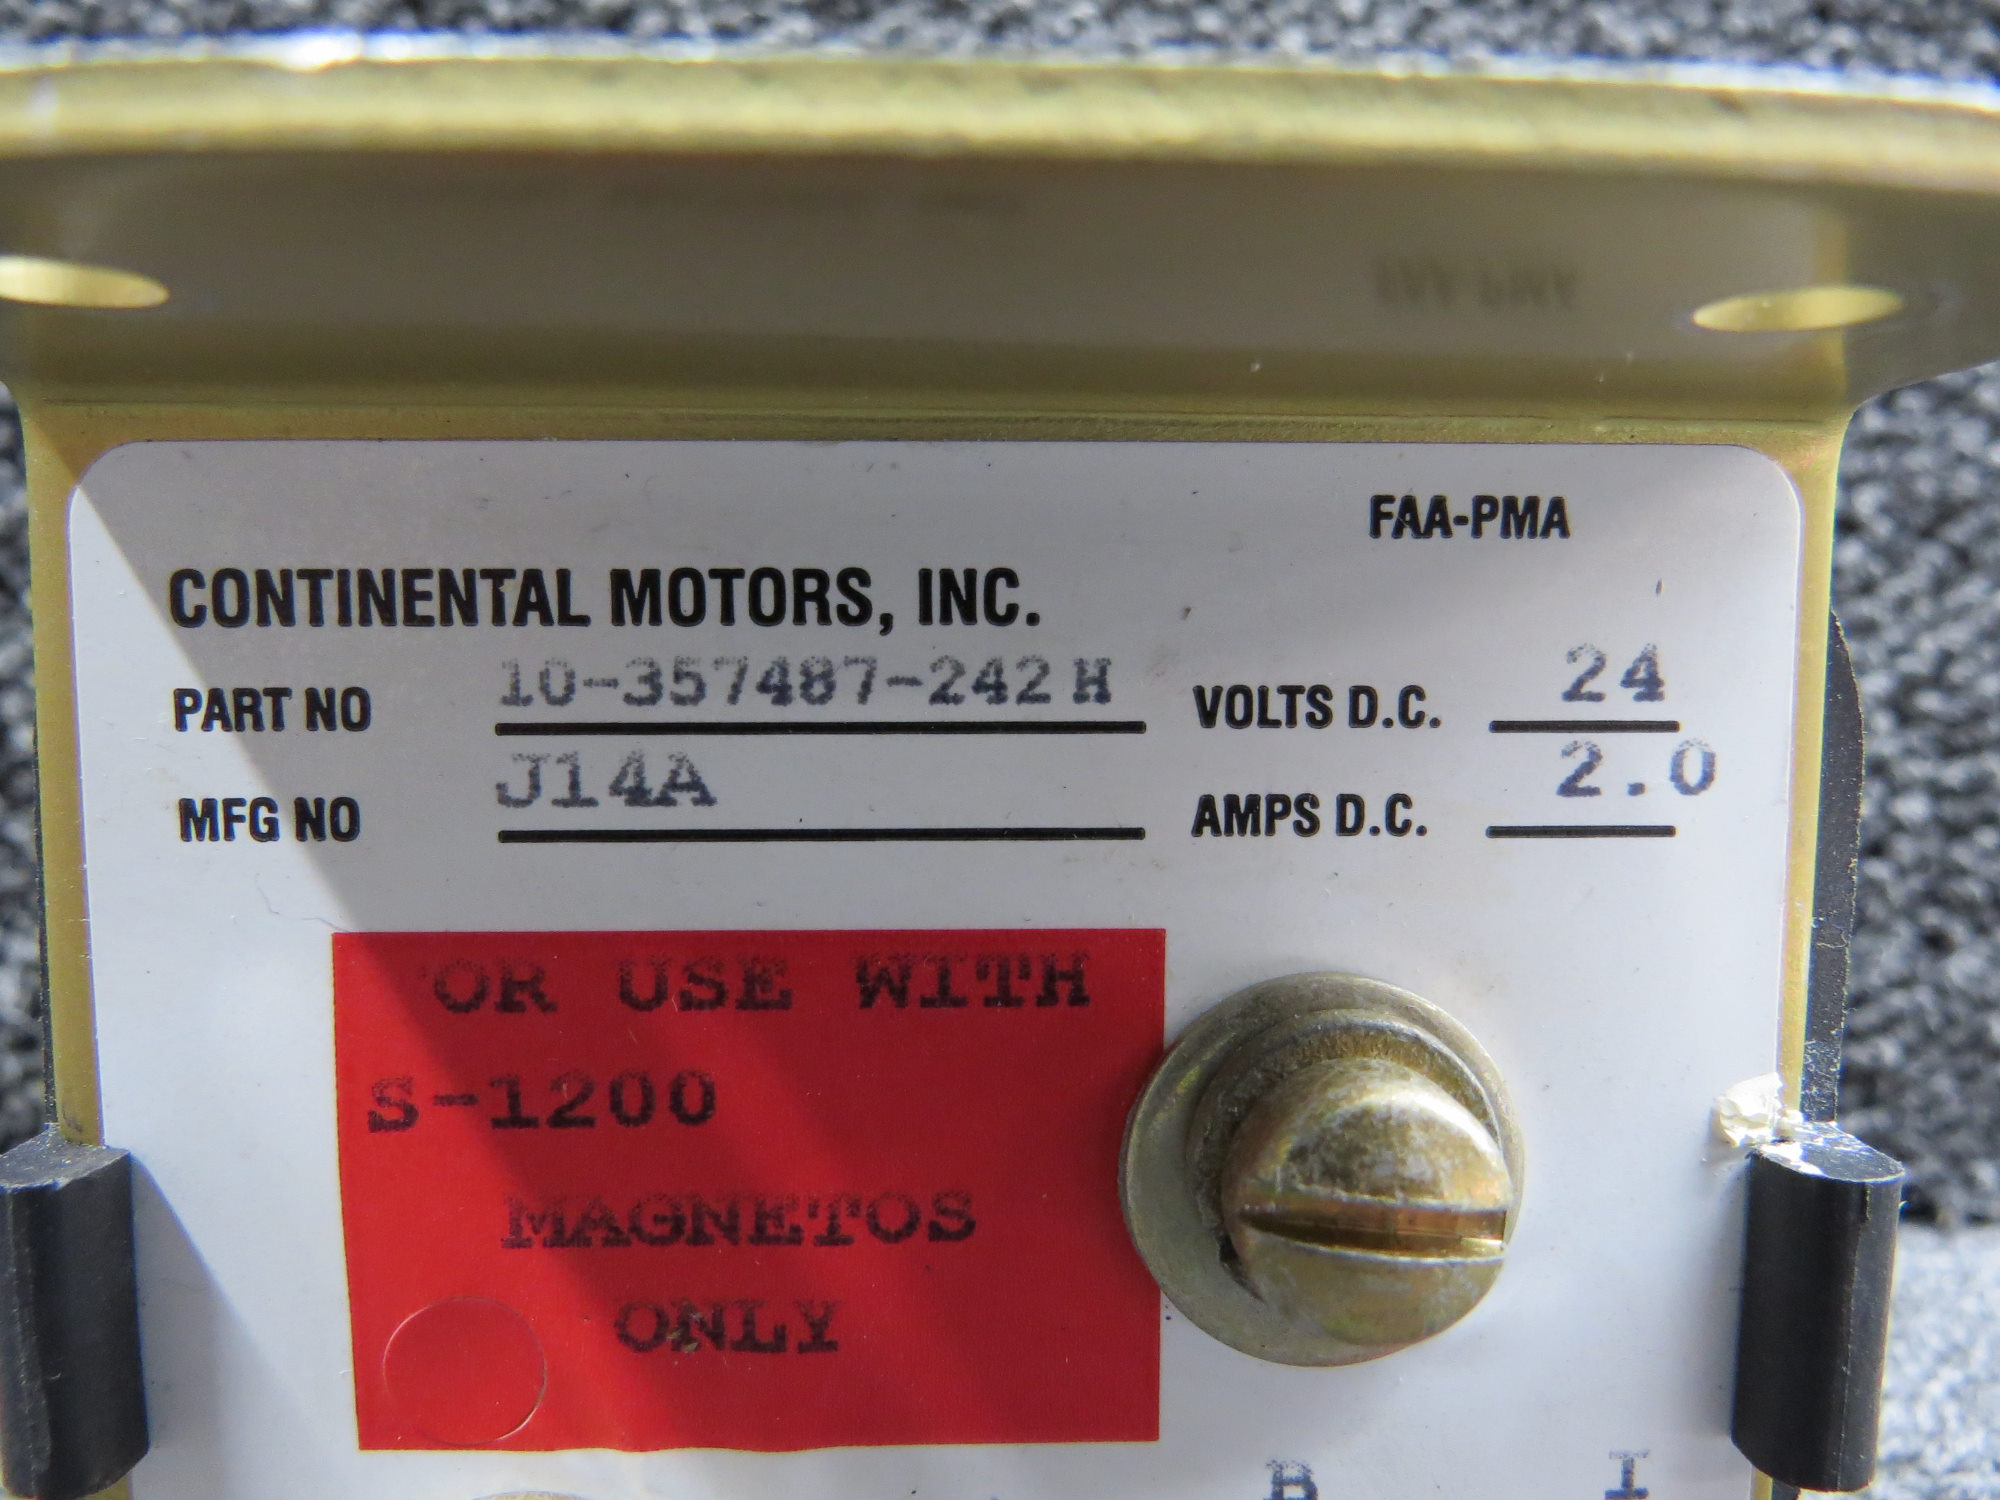 FAA-PMA
CONTINENTAL MOTORS, INC.
PART NO 10-357487-242H VOLTS D.C. 24
MFG NO J14A AMPS D.C. 2.0
OR USE WITH
S-1200
MAGNETOS
ONLY
B I